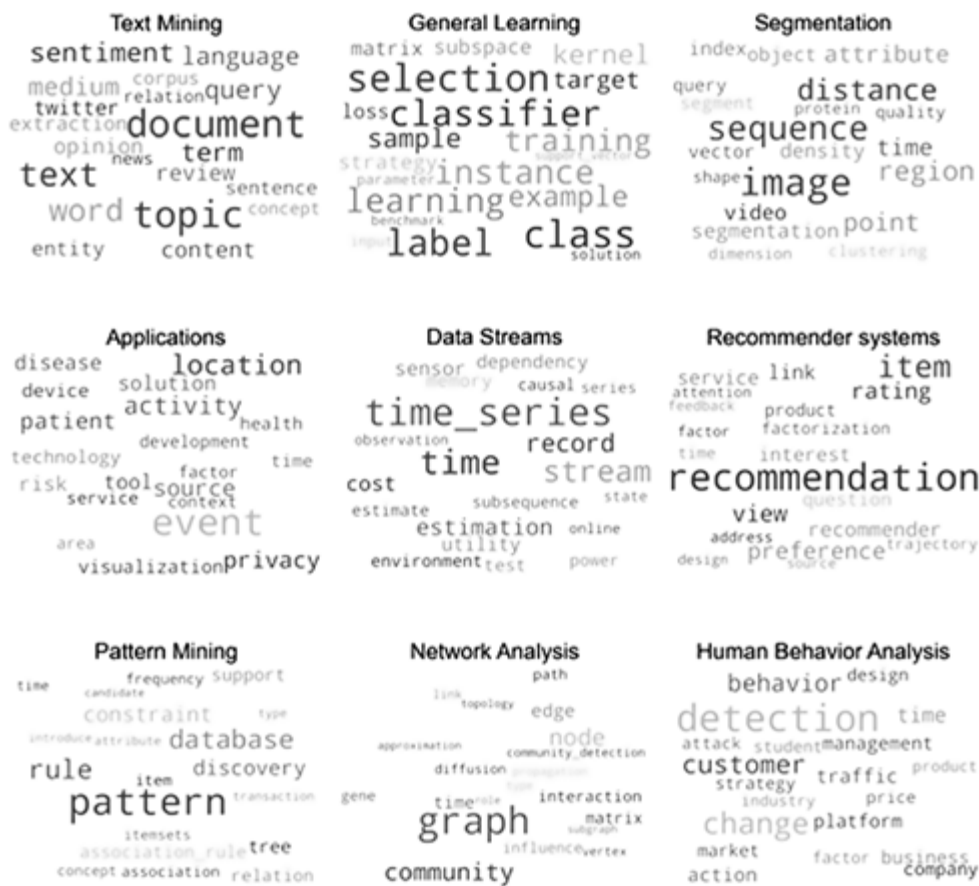 Text Mining
sentiment language
medium corpus
twitter relation query
extraction document
opinion term
news
text review
sentence
word topic concept
entity content
General Learning
matrix subspace kernel
selection target
loss classifier
sample training
strategy support_vector
parameter instance
learning example
benchmark
input label class
solution
Segmentation
index object attribute
query distance
segment protein quality
sequence
vector density time
shape image region
video
segmentation point
dimension clustering
Applications
disease location
device solution
patient activity health
development
technology factor time
risk tool source
service context
event
area
visualization privacy
Data Streams
sensor dependency
memory causal series
time_series
observation record
time stream
cost
subsequence state
estimate estimation online
utility
environment test power
Recommender systems
service link item
attention rating
feedback product
factor factorization
time interest
recommendation
question
view
address recommender
preference trajectory
design source
Pattern Mining
time frequency support
candidate
constraint type
introduce attribute database
rule item discovery
pattern transaction
itemsets
association_rule tree
concept association relation
Network Analysis
path
link topology
edge
node
approximation community_detection
diffusion propagation
type
gene time role interaction
graph matrix
subgraph
influence vertex
community
Human Behavior Analysis
behavior design
detection time
attack student management
customer traffic product
strategy
industry price
change platform
market factor business
action company